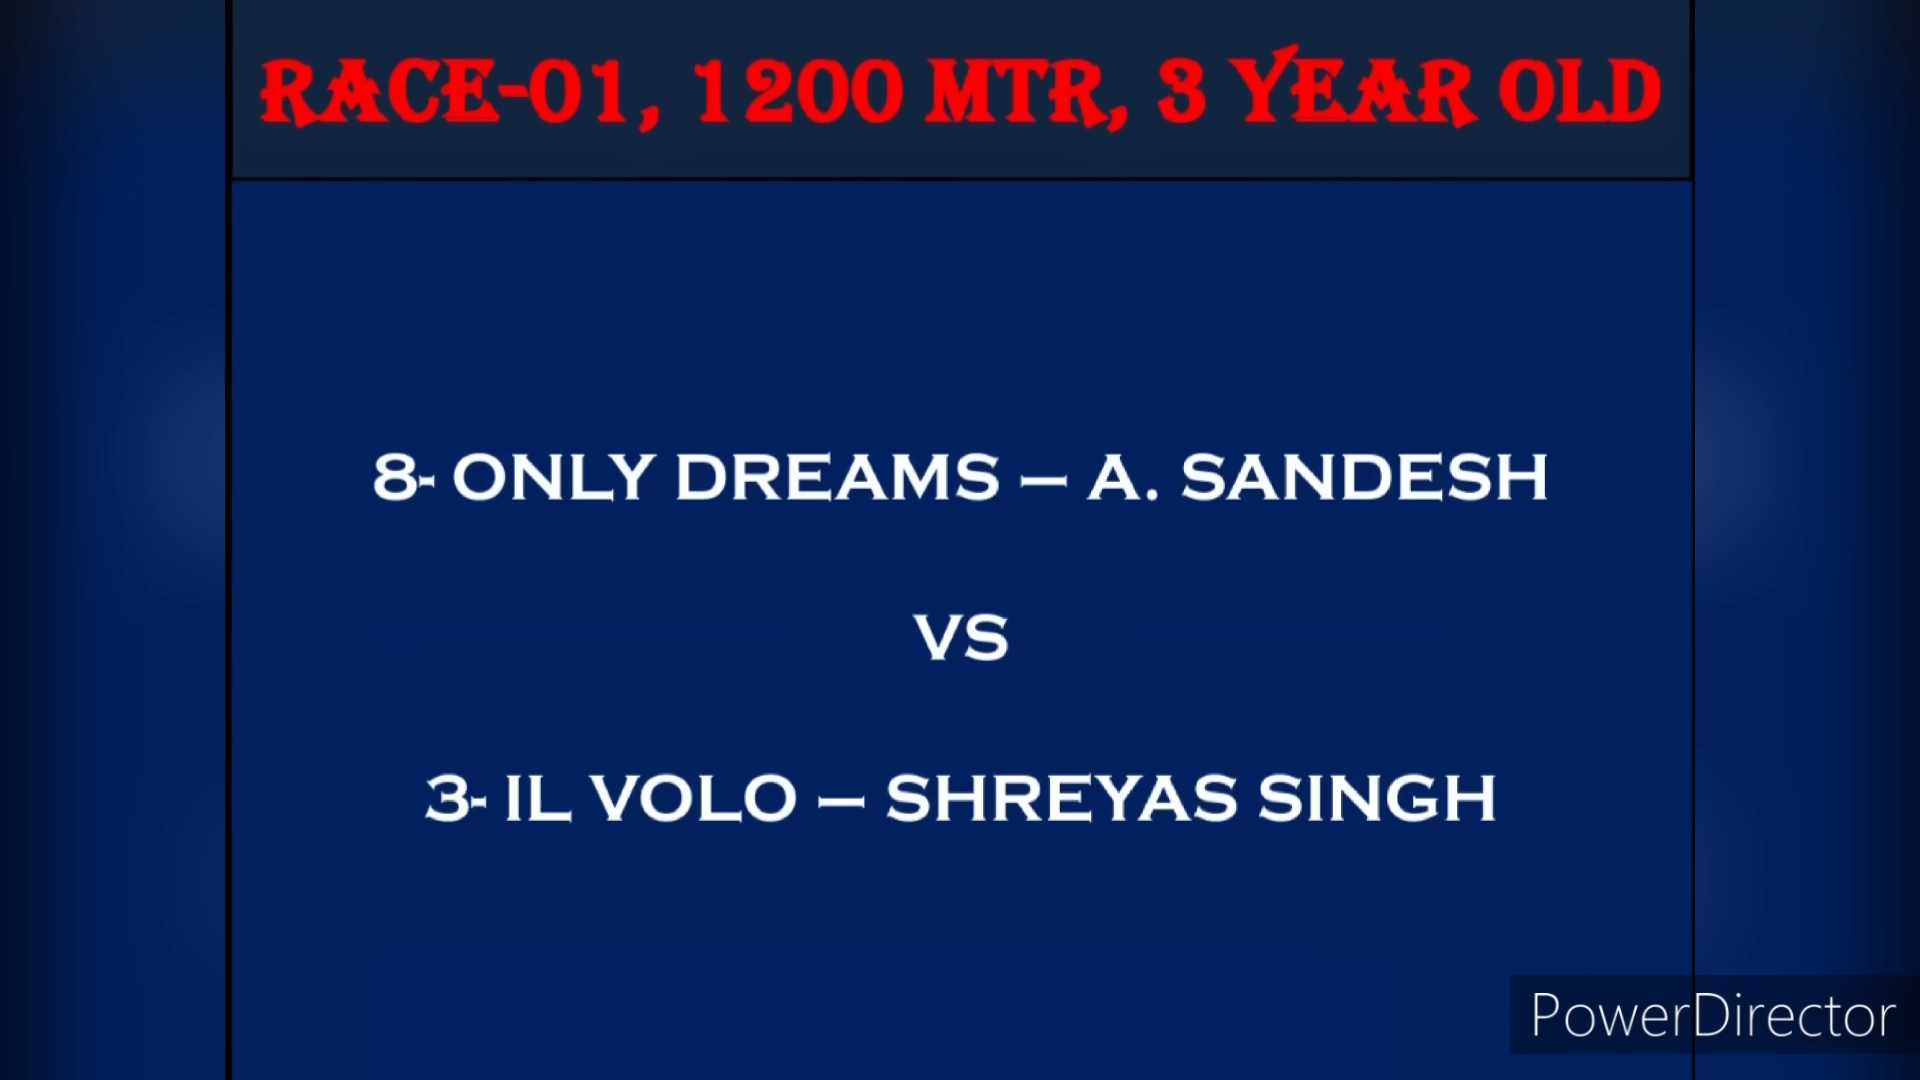 RACE-01, 1200 MTR, 3 YEAR OLD
8- ONLY DREAMS – A. SANDESH
VS
3- IL VOLO – SHREYAS SINGH
PowerDirector